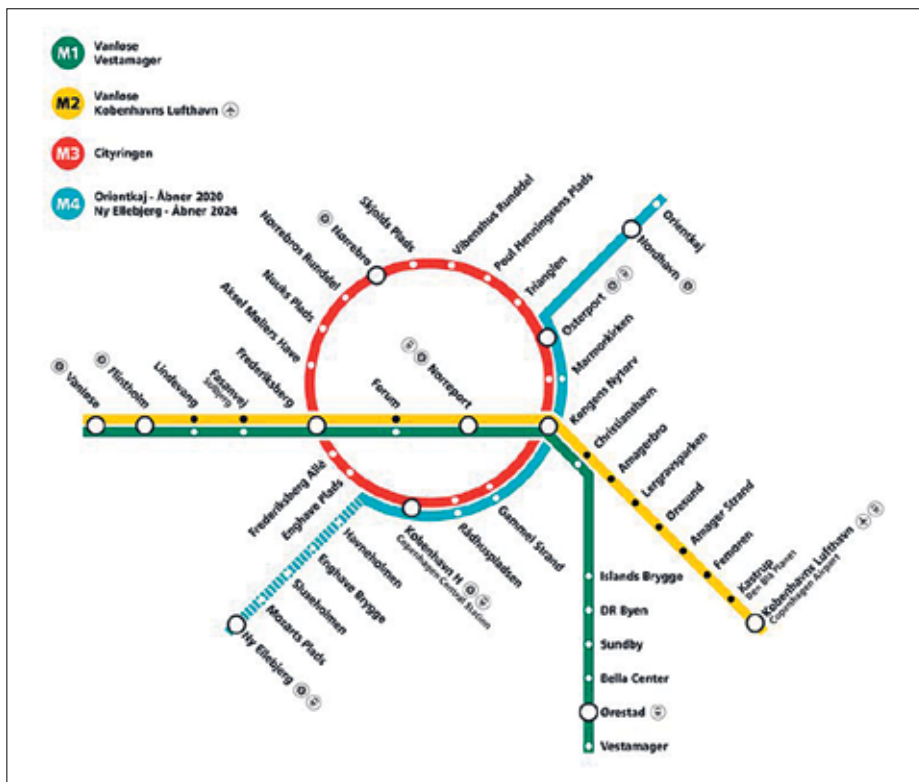 M1
Vanløse
Vestamager
M2
Vanløse
Københavns Lufthavn
M3
Cityringen
M4
Orientkaj - Åbner 2020
Ny Ellebjerg - Åbner 2024
Vanløse
Flintholm
Lindevang
Fasanvej
Frederiksberg
Forum
Nørreport
Kongens Nytorv
Christianshavn
Amagerbro
Lergravsparken
Øresund
Amager Strand
Femøren
Kastrup
Den Blå Planet
Københavns Lufthavn
Copenhagen Airport
Aksel Møllers Have
Nuuks Plads
Nørrebros Runddel
Nørrebro
Skjolds Plads
Vibenshus Runddel
Poul Henningsens Plads
Trianglen
Østerport
Nordhavn
Orientkaj
Marmorkirken
Frederiksberg Allé
Enghave Plads
København H
Copenhagen Central Station
Rådhuspladsen
Gammel Strand
Havneholmen
Enghave Brygge
Sluseholmen
Mozarts Plads
Ny Ellebjerg
Islands Brygge
DR Byen
Sundby
Bella Center
Ørestad
Vestamager